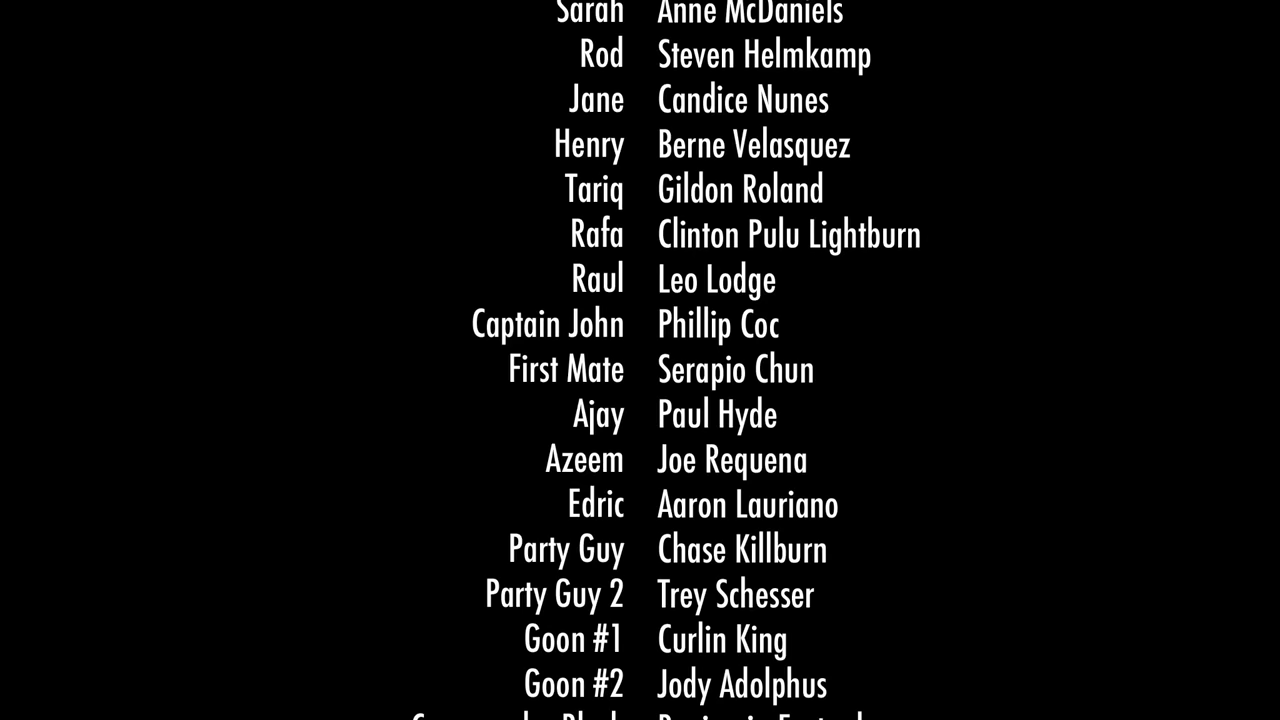 Sarah Anne McDaniels
Rod Steven Helmkamp
Jane Candice Nunes
Henry Berne Velasquez
Tariq Gildon Roland
Rafa Clinton Pulu Lightburn
Raul Leo Lodge
Captain John Phillip Coc
First Mate Serapio Chun
Ajay Paul Hyde
Azeem Joe Requena
Edric Aaron Lauriano
Party Guy Chase Killburn
Party Guy 2 Trey Schesser
Goon #1 Curlin King
Goon #2 Jody Adolphus